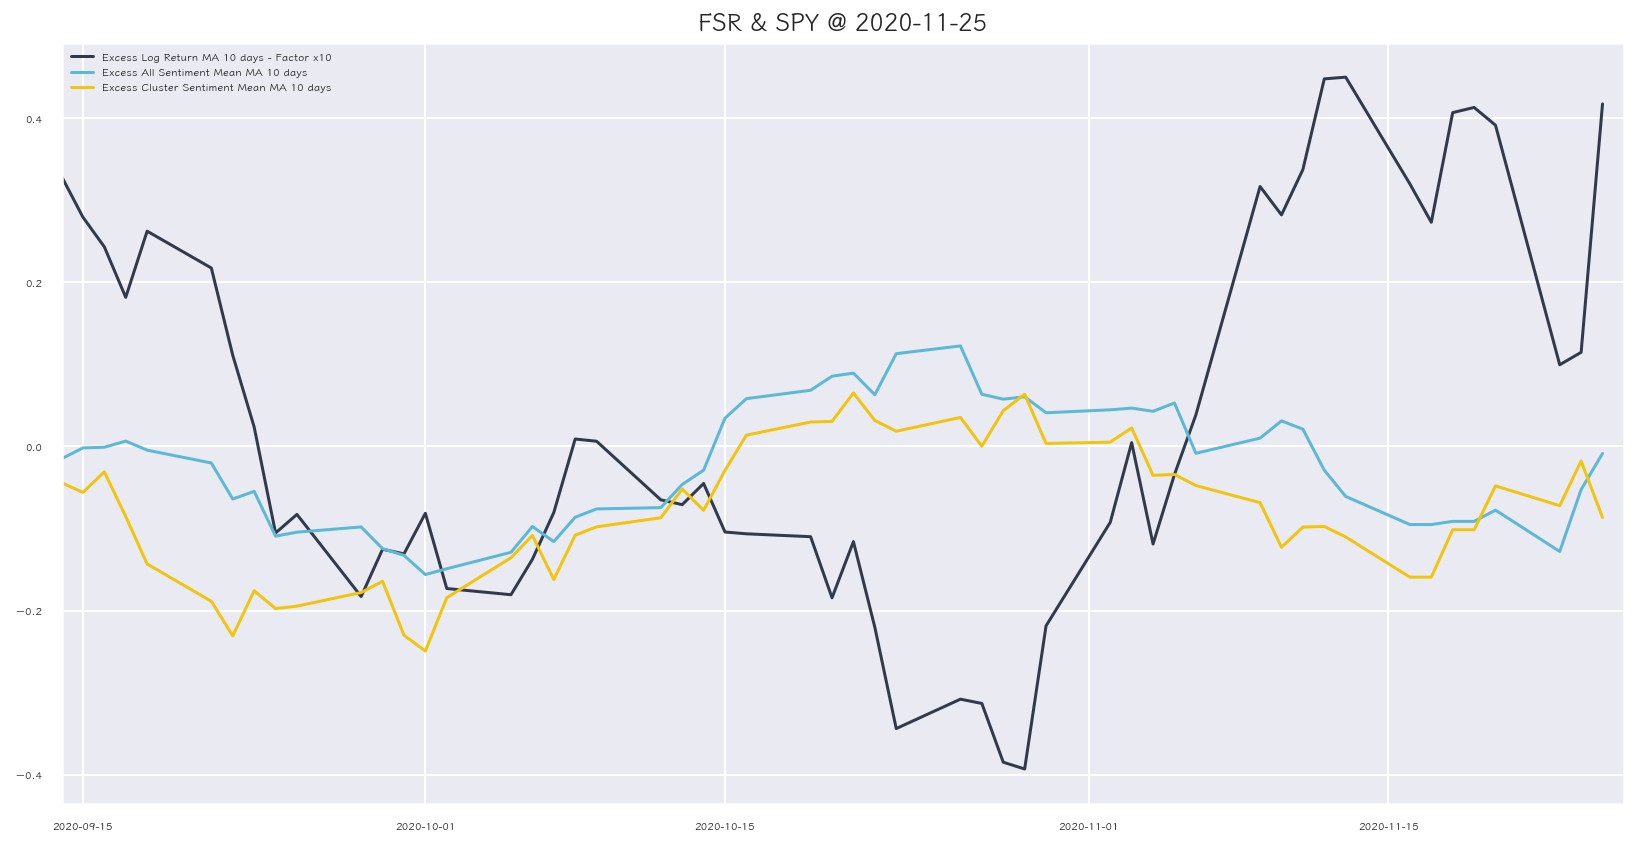 FSR & SPY @ 2020-11-25
Excess Log Return MA 10 days - Factor x10
Excess All Sentiment Mean MA 10 days
Excess Cluster Sentiment Mean MA 10 days
0.4
0.2
0.0
−0.2
−0.4
2020-09-15
2020-10-01
2020-10-15
2020-11-01
2020-11-15